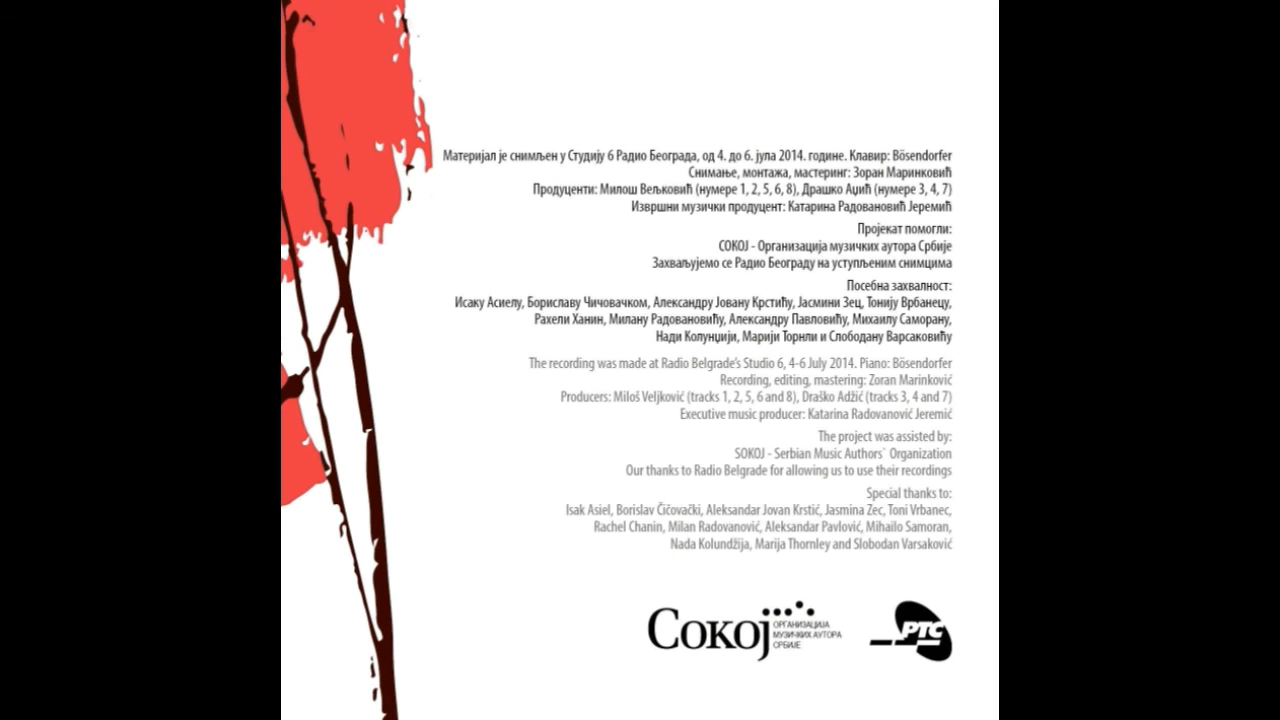 Материјал је снимљен у Студију 6 Радио Београда, од 4. до 6. јула 2014. године. Клавир: Bösendorfer
Снимање, монтажа, мастеринг: Зоран Маринковић
Продуценти: Милош Вељковић (нумере 1, 2, 5, 6, 8), Драшко Аџић (нумере 3, 4, 7)
Извршни музички продуцент: Катарина Радовановић Јеремић
Пројекат помогли:
СОКОЈ - Организација музичких аутора Србије
Захваљујемо се Радио Београду на уступљеним снимцима
Посебна захвалност:
Исаку Асиелу, Бориславу Чичовачком, Александру Јовану Крстићу, Јасмини Зец, Тонију Врбанецу,
Рахели Ханин, Милану Радовановићу, Александру Павловићу, Михаилу Саморану,
Нади Колунџији, Марији Торнли и Слободану Варсаковићу
The recording was made at Radio Belgrade's Studio 6, 4-6 July 2014. Piano: Bösendorfer
Recording, editing, mastering: Zoran Marinković
Producers: Miloš Veljković (tracks 1, 2, 5, 6 and 8), Draško Adžić (tracks 3, 4 and 7)
Executive music producer: Katarina Radovanović Jeremić
The project was assisted by:
SOKOJ - Serbian Music Authors` Organization
Our thanks to Radio Belgrade for allowing us to use their recordings
Special thanks to:
Isak Asiel, Borislav Čičovački, Aleksandar Jovan Krstić, Jasmina Zec, Toni Vrbanec,
Rachel Chanin, Milan Radovanović, Aleksandar Pavlović, Mihailo Samoran,
Nada Kolundžija, Marija Thornley and Slobodan Varsaković
Сокој
ОРГАНИЗАЦИЈА
МУЗИЧКИХ АУТОРА
СРБИЈЕ
РТС